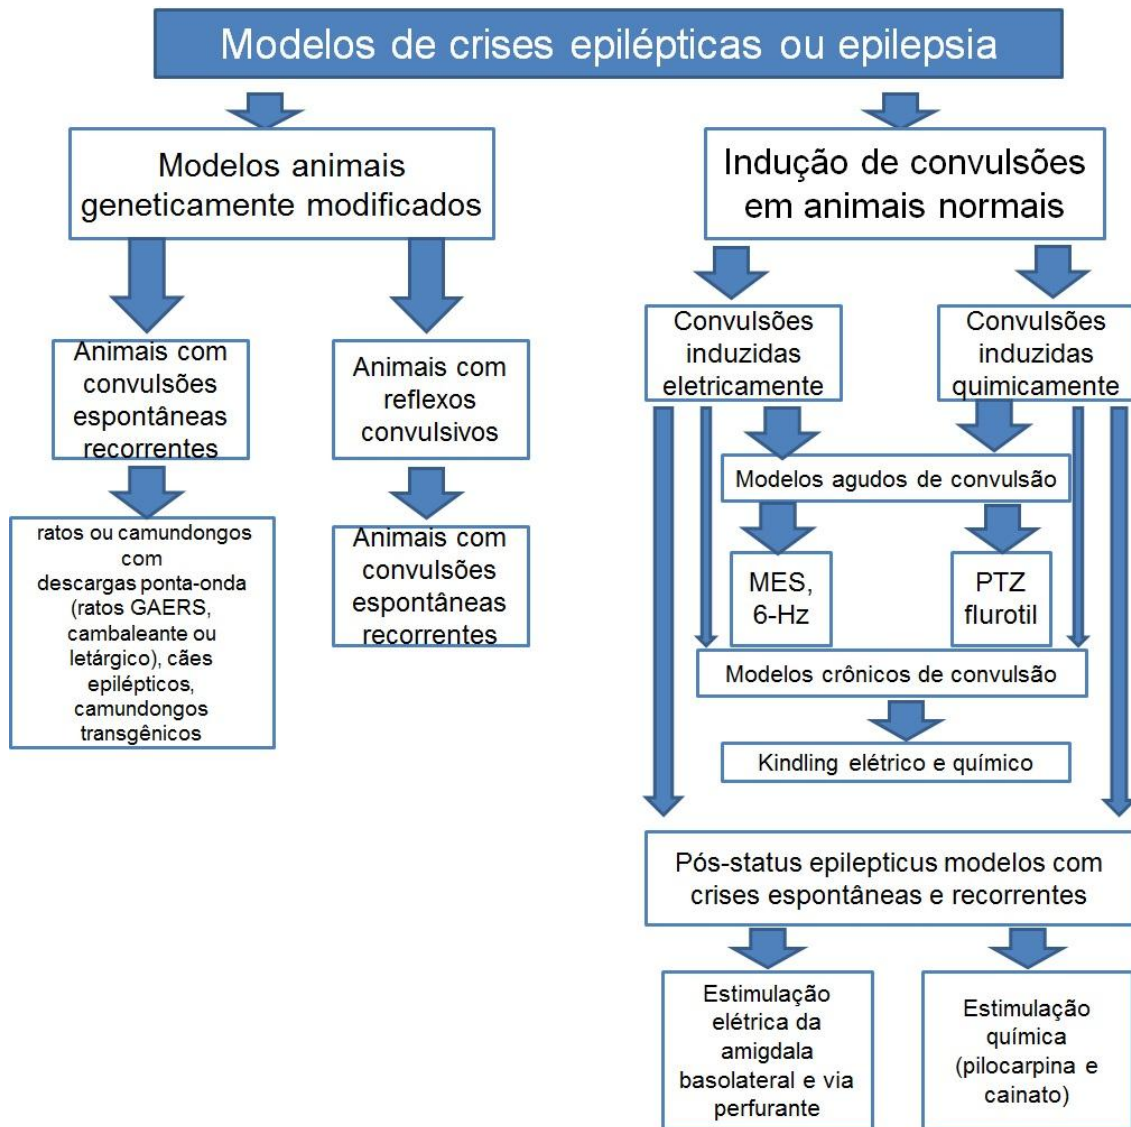 Modelos de crises epilépticas ou epilepsia
Modelos animais
geneticamente modificados
Indução de convulsões
em animais normais
Animais com
convulsões
espontâneas
recorrentes
Animais com
reflexos
convulsivos
Convulsões
induzidas
eletricamente
Convulsões
induzidas
quimicamente
ratos ou camundongos
com
descargas ponta-onda
(ratos GAERS,
cambaleante ou
letárgico), cães
epilépticos,
camundongos
transgênicos
Animais com
convulsões
espontâneas
recorrentes
Modelos agudos de convulsão
MES,
6-Hz
PTZ
flurotil
Modelos crônicos de convulsão
Kindling elétrico e químico
Pós-status epilepticus modelos com
crises espontâneas e recorrentes
Estimulação
elétrica da
amigdala
basolateral e via
perfurante
Estimulação
química
(pilocarpina e
cainato)